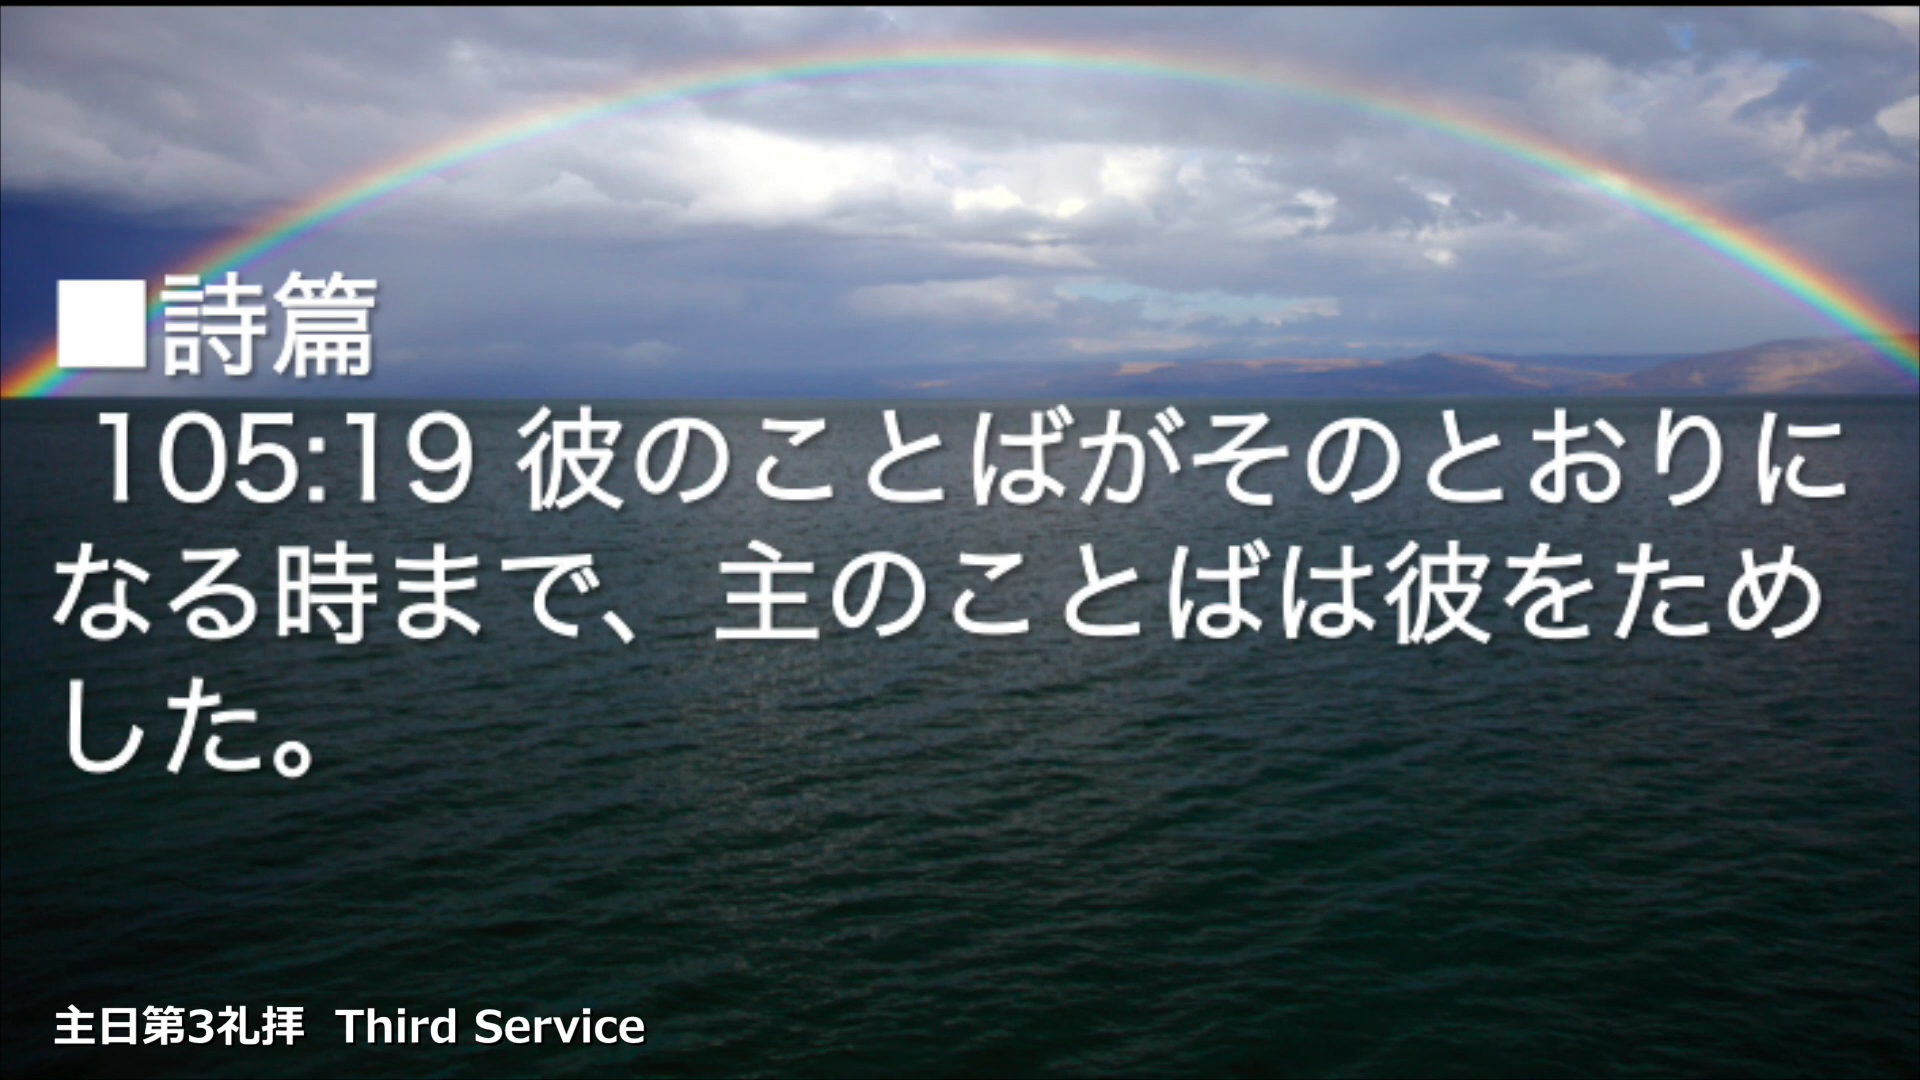 ■詩篇
105:19 彼のことばがそのとおりに
なる時まで、主のことばは彼をため
した。
主日第3礼拝 Third Service